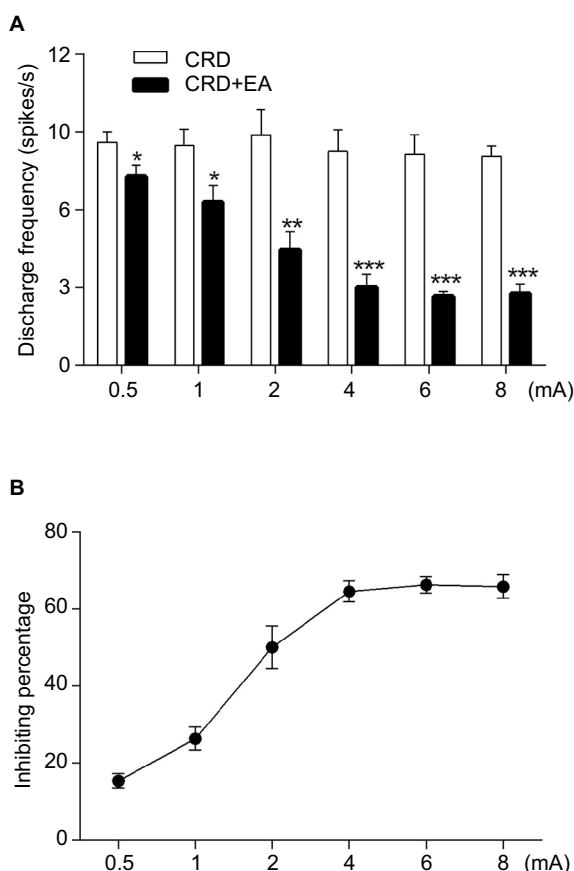 A
CRD
CRD+EA
Discharge frequency (spikes/s)
12
10
6
3
0
*
*
**
***
***
***
0.5 1 2 4 6 8 (mA)
B
Inhibiting percentage
80
60
40
20
0
0.5 1 2 4 6 8 (mA)